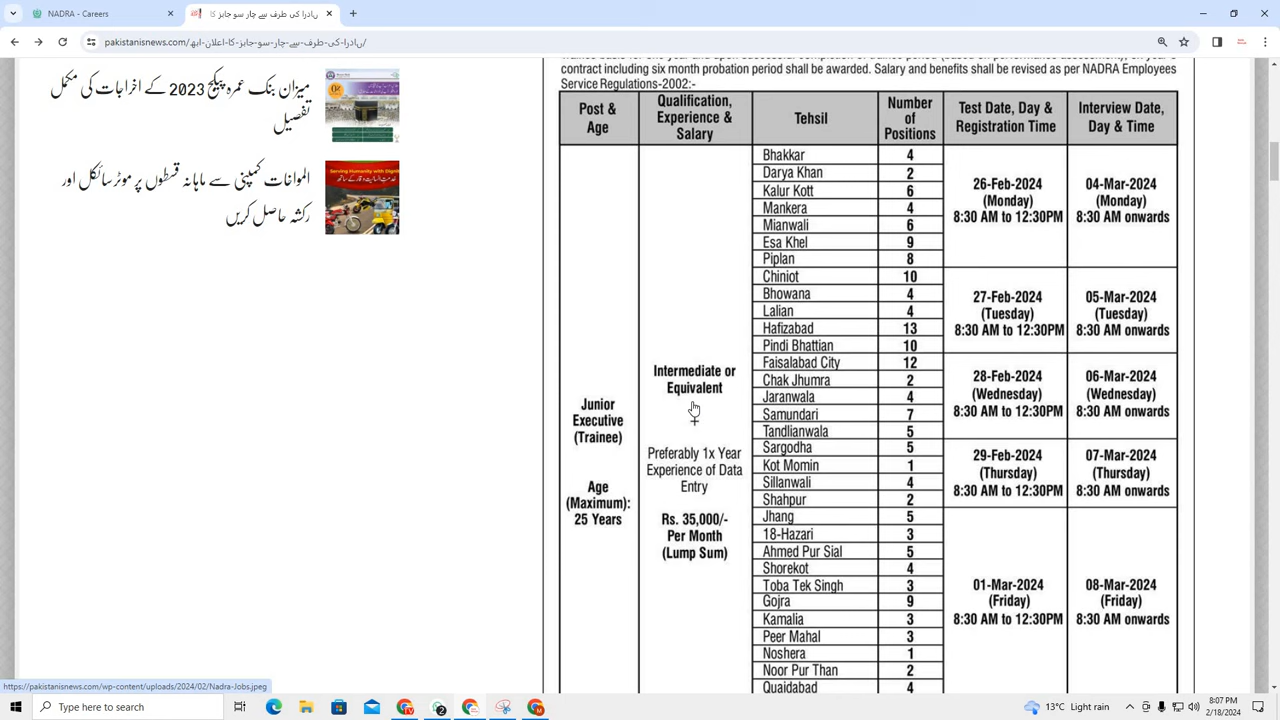 NADRA - Careers
نادرا کی طرف سے چار سو جابز کا
pakistanisnews.com/نادرا-کی-طرف-سے-چار-سو-جابز-کا-اعلان-ابھ/
میزان بنک عمرہ پیکیج 2023 کے اخراجات کی مکمل
تفصیل
المواخات کمپنی سے ماہانہ قسطوں پر موٹر سائکل اور
رکشہ حاصل کریں
Serving Humanity with Dignit
contract including six month probation period shall be awarded. Salary and benefits shall be revised as per NADRA Employees
Service Regulations-2002:-
Post & Age
Qualification, Experience & Salary
Tehsil
Number of Positions
Test Date, Day & Registration Time
Interview Date, Day & Time
Junior
Executive
(Trainee)
Age
(Maximum):
25 Years
Intermediate or
Equivalent
+
Preferably 1x Year
Experience of Data
Entry
Rs. 35,000/-
Per Month
(Lump Sum)
Bhakkar 4
Darya Khan 2
Kalur Kott 6
Mankera 4
Mianwali 6
Esa Khel 9
Piplan 8
26-Feb-2024
(Monday)
8:30 AM to 12:30PM
04-Mar-2024
(Monday)
8:30 AM onwards
Chiniot 10
Bhowana 4
Lalian 4
Hafizabad 13
Pindi Bhattian 10
27-Feb-2024
(Tuesday)
8:30 AM to 12:30PM
05-Mar-2024
(Tuesday)
8:30 AM onwards
Faisalabad City 12
Chak Jhumra 2
Jaranwala 4
Samundari 7
Tandlianwala 5
28-Feb-2024
(Wednesday)
8:30 AM to 12:30PM
06-Mar-2024
(Wednesday)
8:30 AM onwards
Sargodha 5
Kot Momin 1
Sillanwali 4
Shahpur 2
29-Feb-2024
(Thursday)
8:30 AM to 12:30PM
07-Mar-2024
(Thursday)
8:30 AM onwards
Jhang 5
18-Hazari 3
Ahmed Pur Sial 5
Shorekot 4
Toba Tek Singh 3
Gojra 9
Kamalia 3
Peer Mahal 3
Noshera 1
Noor Pur Than 2
Quaidabad 4
01-Mar-2024
(Friday)
8:30 AM to 12:30PM
08-Mar-2024
(Friday)
8:30 AM onwards
https://pakistanisnews.com/wp-content/uploads/2024/02/Nadra-Jobs.jpeg
Type here to search
13°C Light rain
8:07 PM
2/18/2024